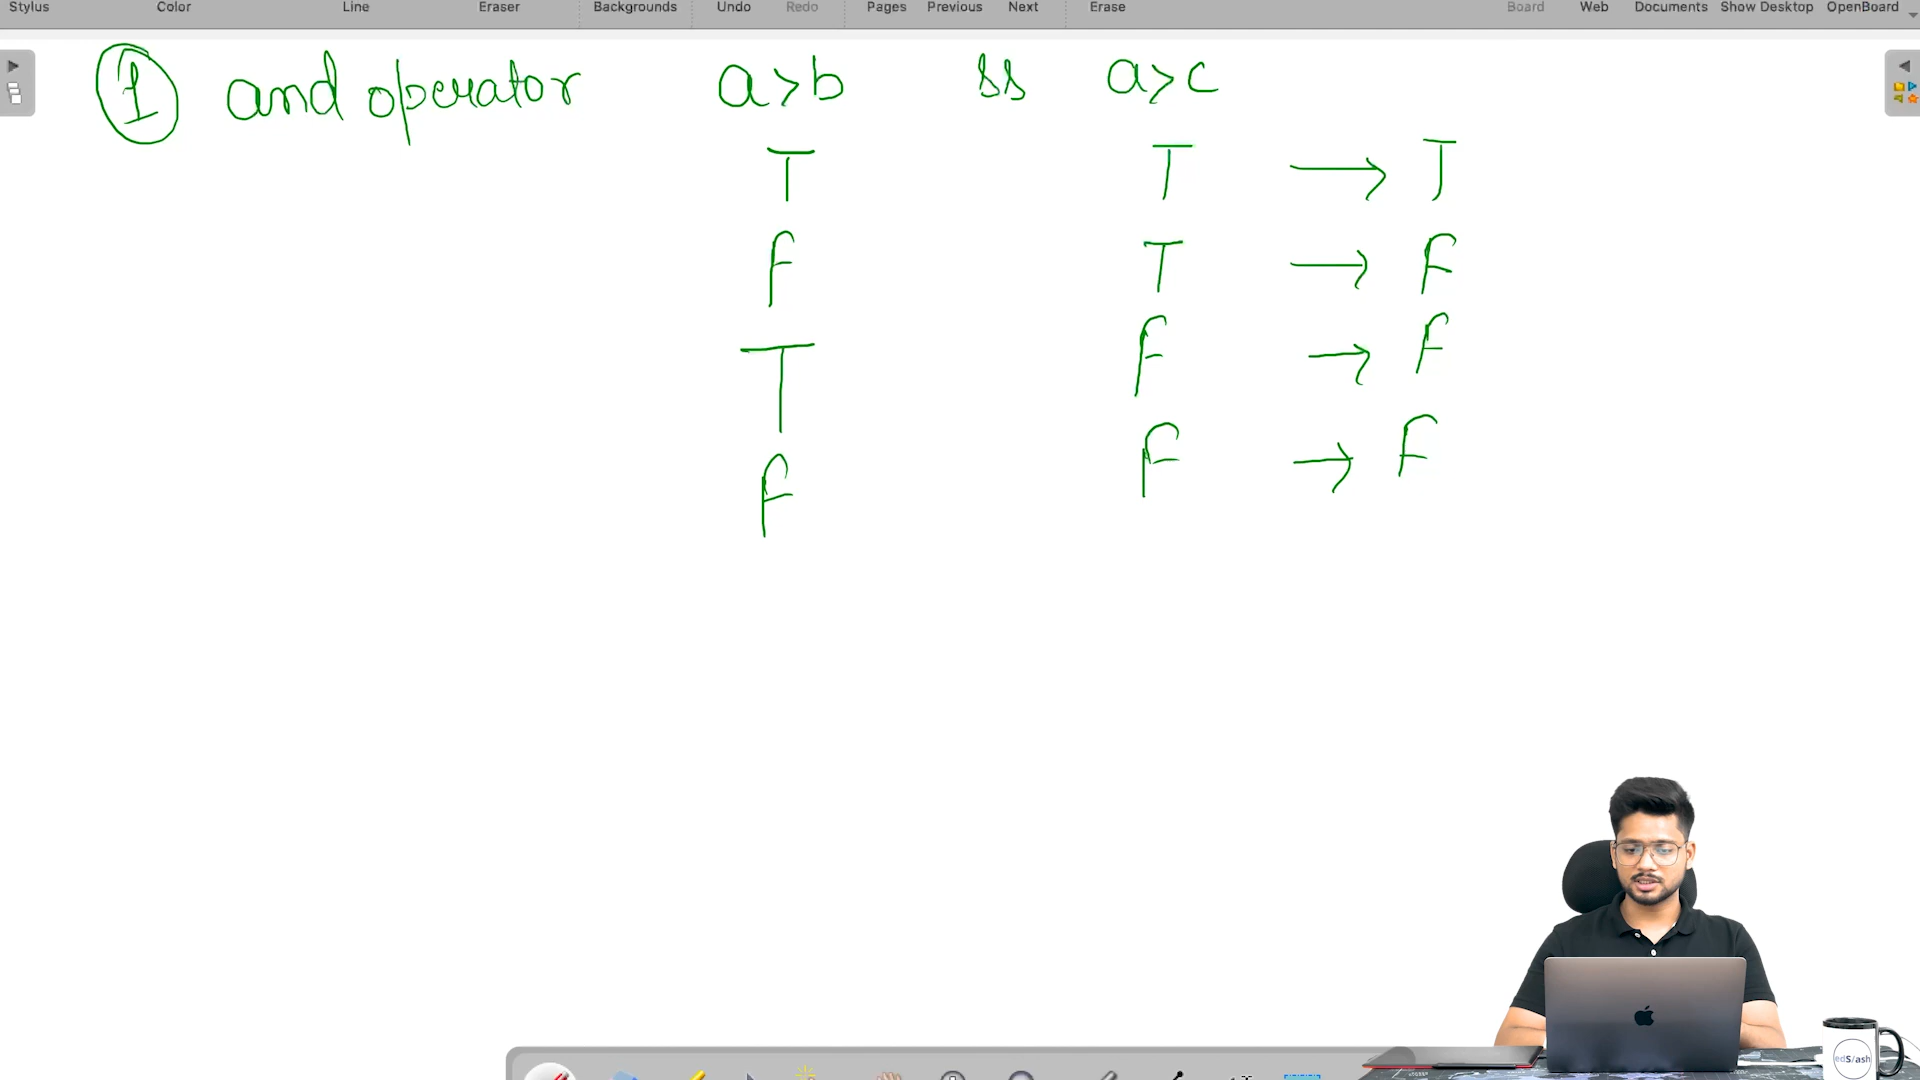 Stylus Color Line Eraser Backgrounds Undo Redo Pages Previous Next Erase Board Web Documents Show Desktop OpenBoard
1 and operator a>b && a>c
T T → T
F T → F
T F → F
F F → F
edSlash